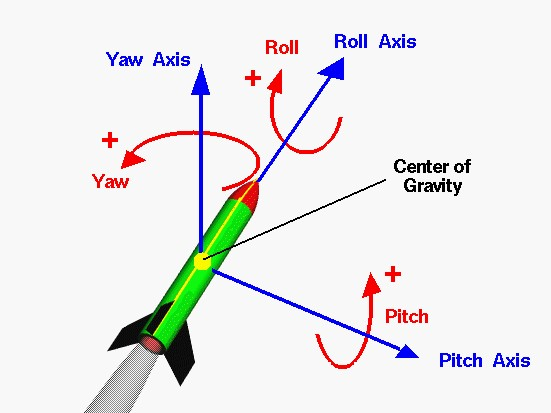 Roll
Roll Axis
Yaw Axis
+
+
Yaw
Center of
Gravity
+
Pitch
Pitch Axis